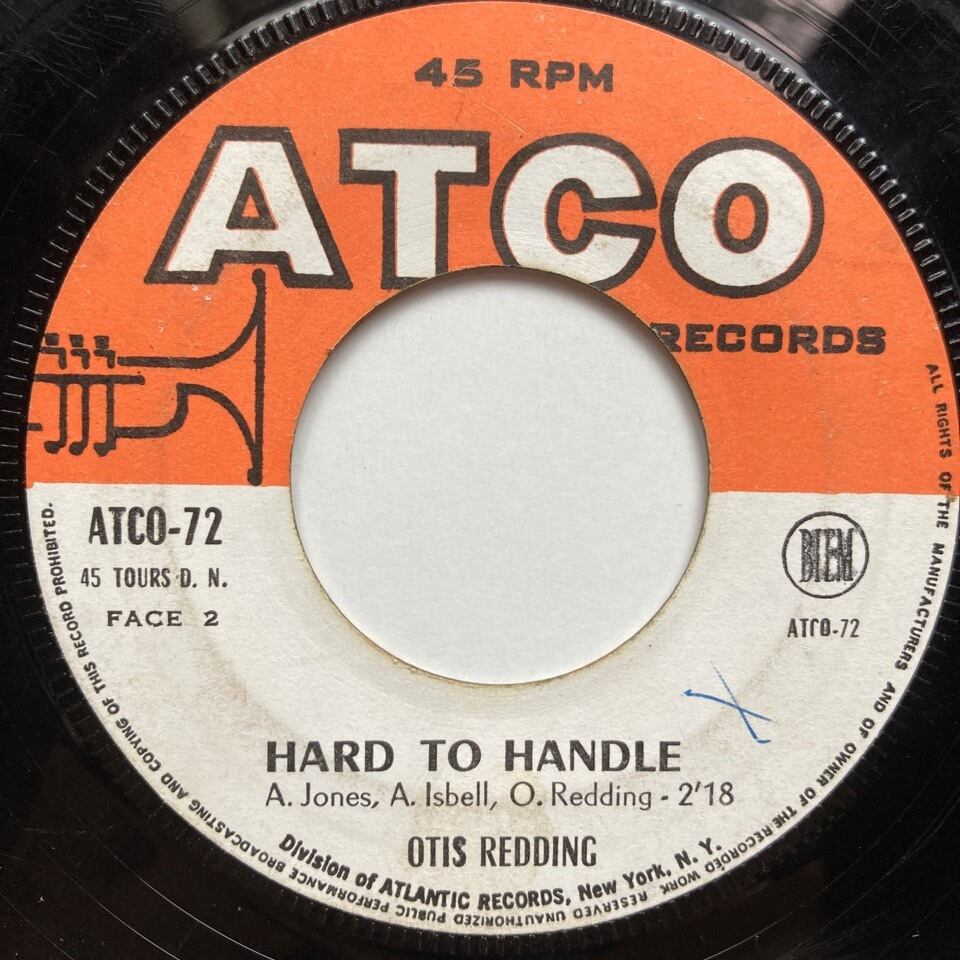 45 RPM
ATCO
RECORDS
ATCO-72
45 TOURS D. N.
FACE 2
BIEM
ATCO-72
HARD TO HANDLE
A. Jones, A. Isbell, O. Redding - 2'18
OTIS REDDING
Division of ATLANTIC RECORDS, New York, N. Y.
ALL RIGHTS OF THE MANUFACTURERS AND OF OWNER OF THE RECORDED WORK RESERVED UNAUTHORIZED PUBLIC PERFORMANCE BROADCASTING AND COPYING OF THIS RECORD PROHIBITED.